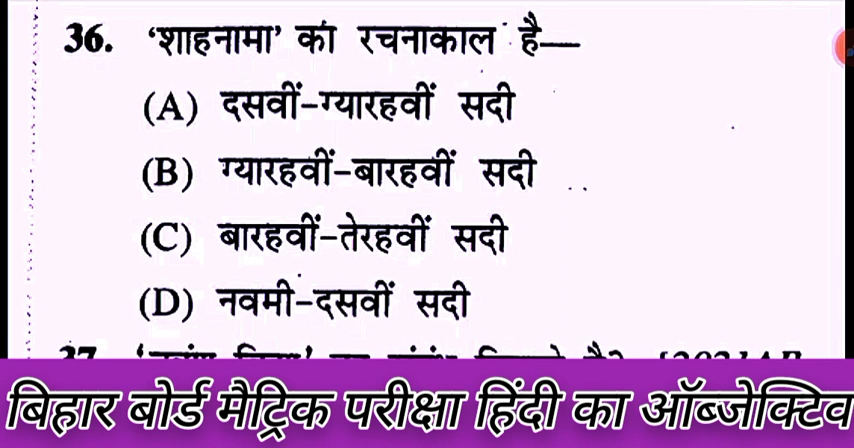 36. ‘शाहनामा’ का रचनाकाल है—
(A) दसवीं-ग्यारहवीं सदी
(B) ग्यारहवीं-बारहवीं सदी
(C) बारहवीं-तेरहवीं सदी
(D) नवमी-दसवीं सदी
बिहार बोर्ड मैट्रिक परीक्षा हिंदी का ऑब्जेक्टिव